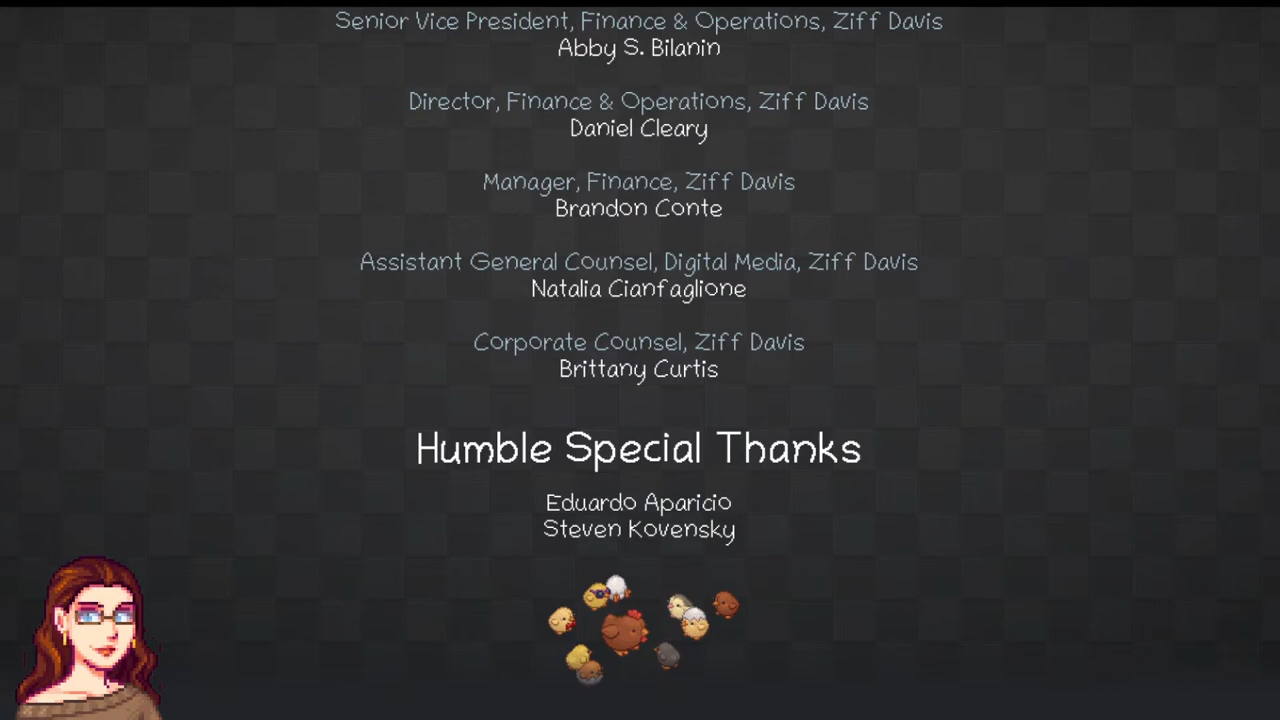 Senior Vice President, Finance & Operations, Ziff Davis
Abby S. Bilanin
Director, Finance & Operations, Ziff Davis
Daniel Cleary
Manager, Finance, Ziff Davis
Brandon Conte
Assistant General Counsel, Digital Media, Ziff Davis
Natalia Cianfaglione
Corporate Counsel, Ziff Davis
Brittany Curtis
Humble Special Thanks
Eduardo Aparicio
Steven Kovensky